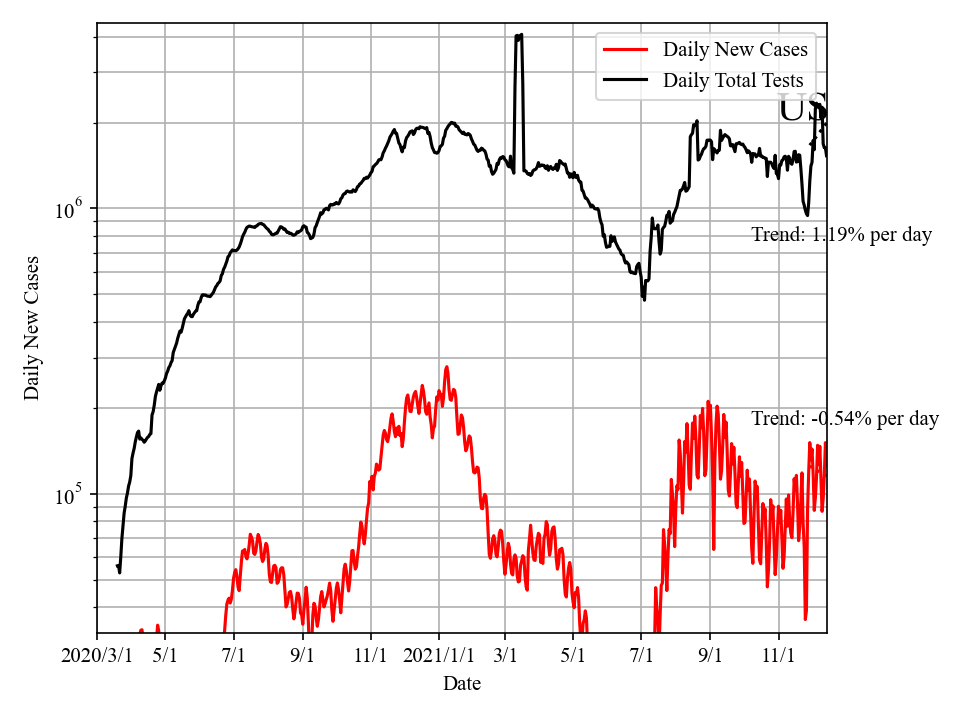 Daily New Cases
Daily Total Tests
US
10^6
Trend: 1.19% per day
Daily New Cases
Trend: -0.54% per day
10^5
2020/3/1 5/1 7/1 9/1 11/1 2021/1/1 3/1 5/1 7/1 9/1 11/1
Date